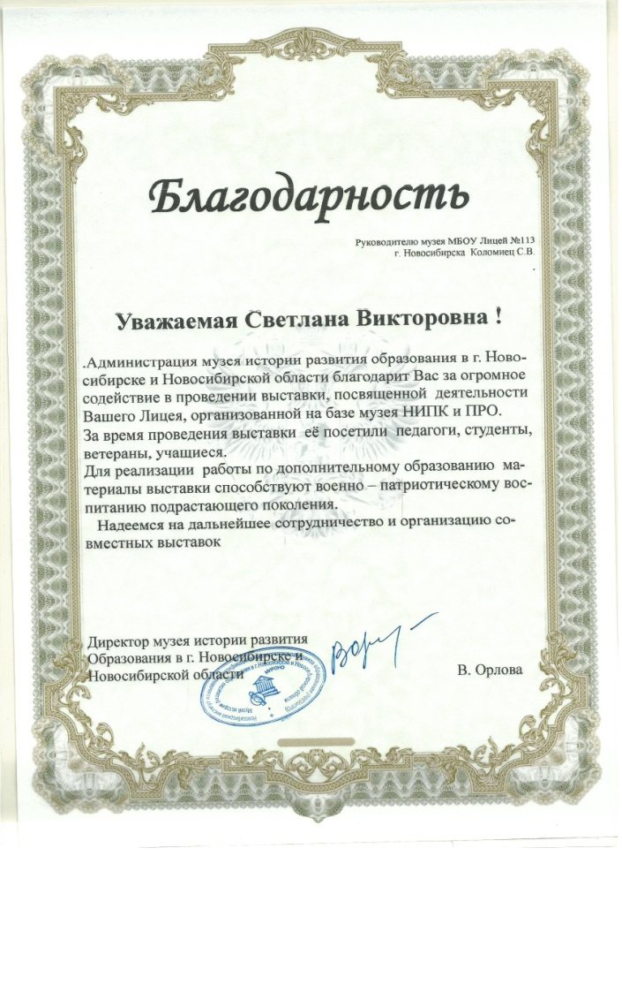 Благодарность
Руководителю музея МБОУ Лицей №113
г. Новосибирска Коломиец С.В.
.
Уважаемая Светлана Викторовна !
.Администрация музея истории развития образования в г. Ново-
сибирске и Новосибирской области благодарит Вас за огромное
содействие в проведении выставки, посвященной деятельности
Вашего Лицея, организованной на базе музея НИПК и ПРО.
За время проведения выставки её посетили педагоги, студенты,
ветераны, учащиеся.
Для реализации работы по дополнительному образованию ма-
териалы выставки способствуют военно – патриотическому вос-
питанию подрастающего поколения.
Надеемся на дальнейшее сотрудничество и организацию со-
вместных выставок
Директор музея истории развития
Образования в г. Новосибирске и
Новосибирской области
В. Орлова